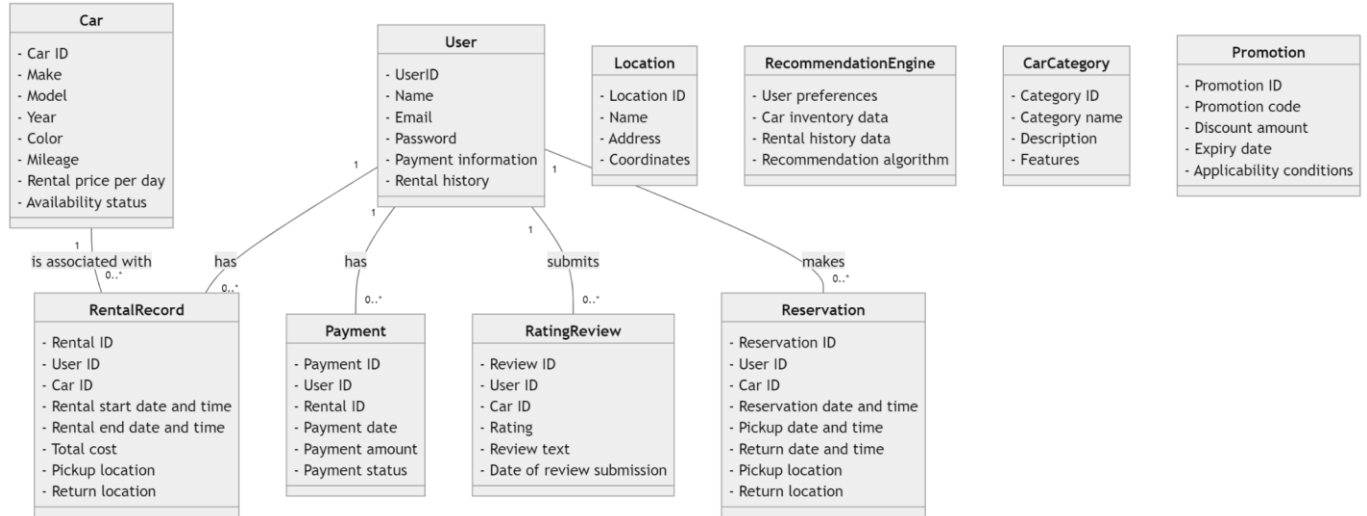 Car
- Car ID
- Make
- Model
- Year
- Color
- Mileage
- Rental price per day
- Availability status
User
- UserID
- Name
- Email
- Password
- Payment information
- Rental history
Location
- Location ID
- Name
- Address
- Coordinates
RecommendationEngine
- User preferences
- Car inventory data
- Rental history data
- Recommendation algorithm
CarCategory
- Category ID
- Category name
- Description
- Features
Promotion
- Promotion ID
- Promotion code
- Discount amount
- Expiry date
- Applicability conditions
1
is associated with
0..*
1
has
0..*
1
has
0..*
1
submits
0..*
1
makes
0..*
RentalRecord
- Rental ID
- User ID
- Car ID
- Rental start date and time
- Rental end date and time
- Total cost
- Pickup location
- Return location
Payment
- Payment ID
- User ID
- Rental ID
- Payment date
- Payment amount
- Payment status
RatingReview
- Review ID
- User ID
- Car ID
- Rating
- Review text
- Date of review submission
Reservation
- Reservation ID
- User ID
- Car ID
- Reservation date and time
- Pickup date and time
- Return date and time
- Pickup location
- Return location